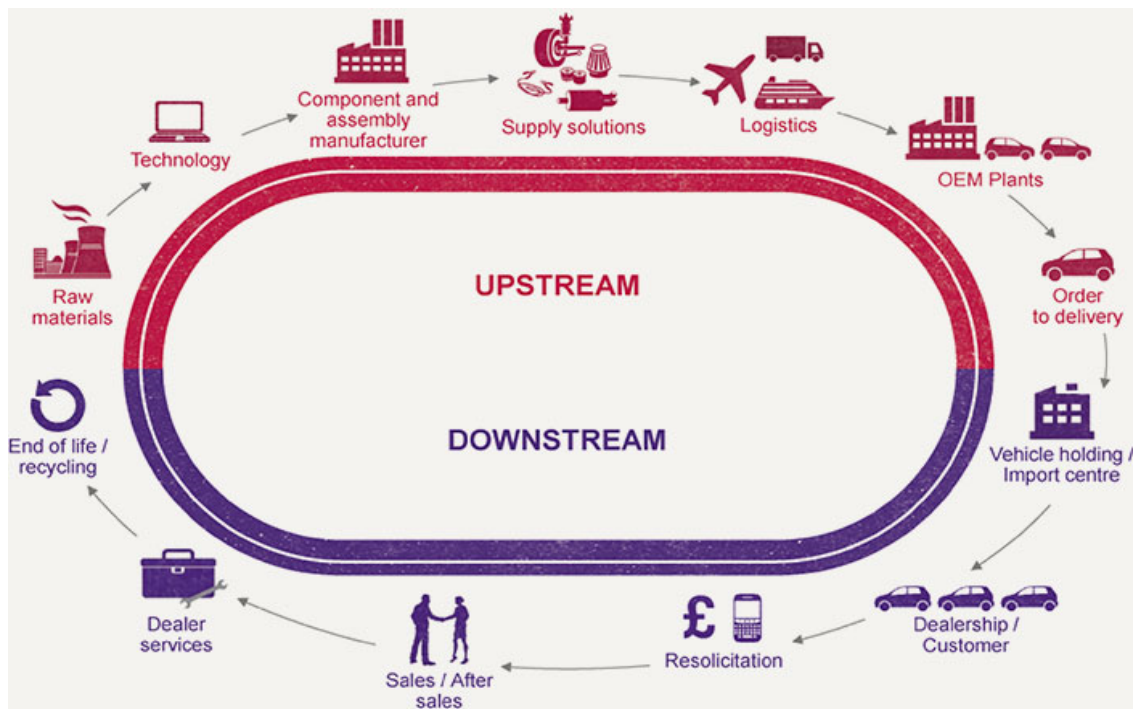 Component and
assembly
manufacturer
Supply solutions
Logistics
Technology
OEM Plants
Raw
materials
UPSTREAM
Order
to delivery
DOWNSTREAM
End of life /
recycling
Vehicle holding /
Import centre
Dealer
services
Sales / After
sales
£
Resolicitation
Dealership /
Customer